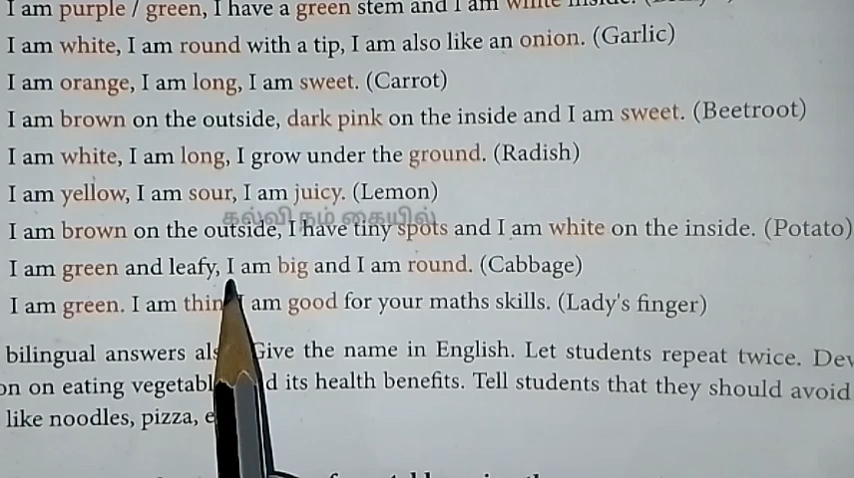 I am purple / green, I have a green stem and I am white
I am white, I am round with a tip, I am also like an onion. (Garlic)
I am orange, I am long, I am sweet. (Carrot)
I am brown on the outside, dark pink on the inside and I am sweet. (Beetroot)
I am white, I am long, I grow under the ground. (Radish)
I am yellow, I am sour, I am juicy. (Lemon)
கல்வி நம் கையில்
I am brown on the outside, I have tiny spots and I am white on the inside. (Potato)
I am green and leafy, I am big and I am round. (Cabbage)
I am green. I am thin I am good for your maths skills. (Lady's finger)
bilingual answers als Give the name in English. Let students repeat twice. Dev
on on eating vegetabl d its health benefits. Tell students that they should avoid
like noodles, pizza, e